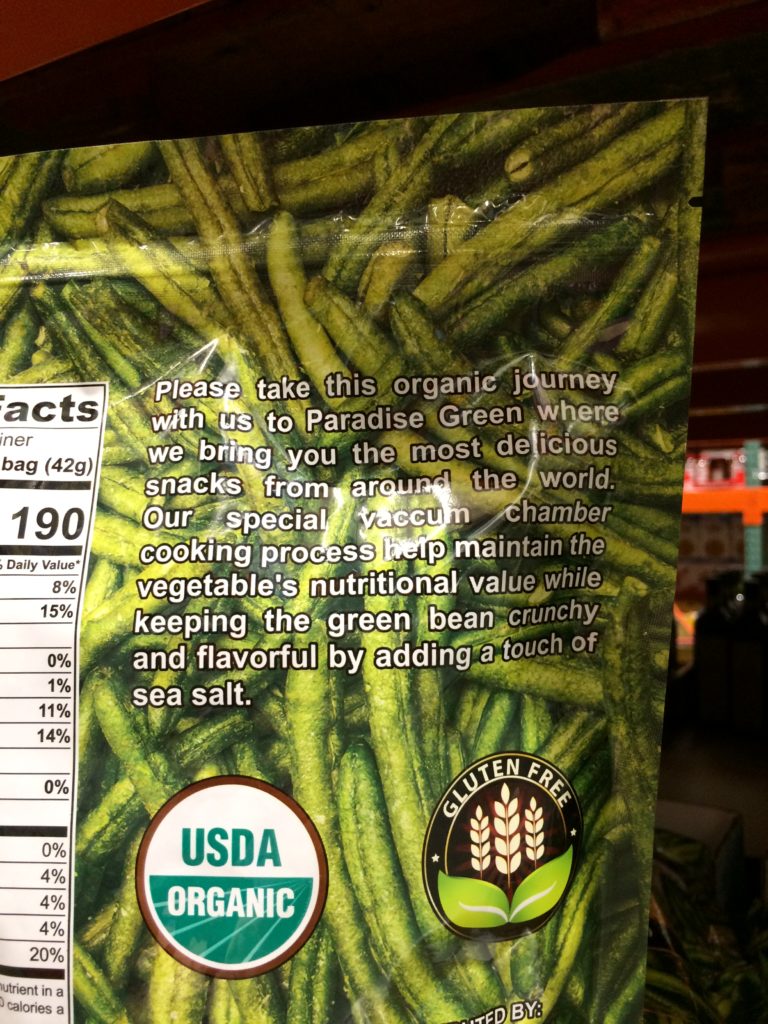 Facts
bag (42g)
190
Daily Value*
8%
15%
0%
1%
11%
14%
0%
0%
4%
4%
4%
20%
in a
calories a
Please take this organic journey
with us to Paradise Green where
we bring you the most delicious
snacks from around the world.
Our special vaccum chamber
cooking process help maintain the
vegetable's nutritional value while
keeping the green bean crunchy
and flavorful by adding a touch of
sea salt.
USDA
ORGANIC
GLUTEN FREE
BY: